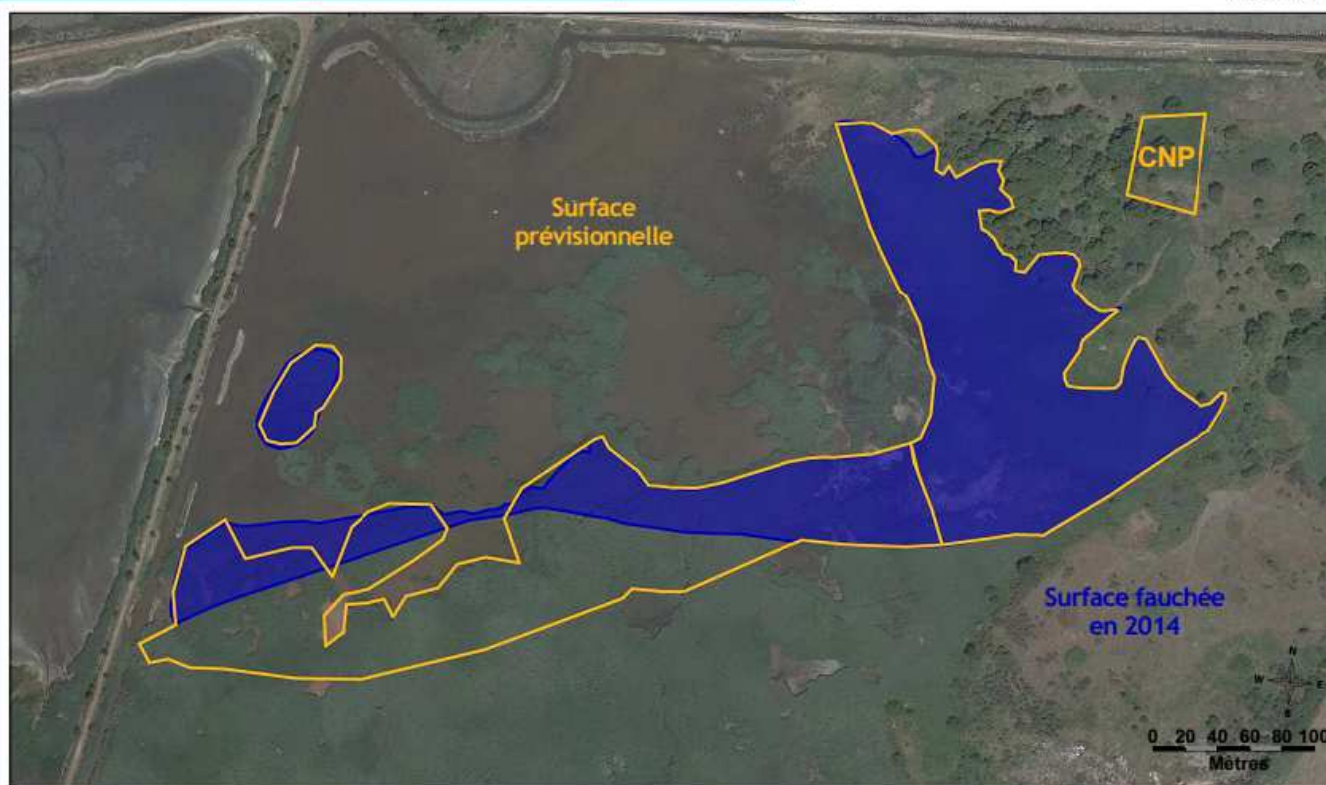 CNP
Surface
prévisionnelle
Surface fauchée
en 2014
N
W E
S
0 20 40 60 80 100
Mètres